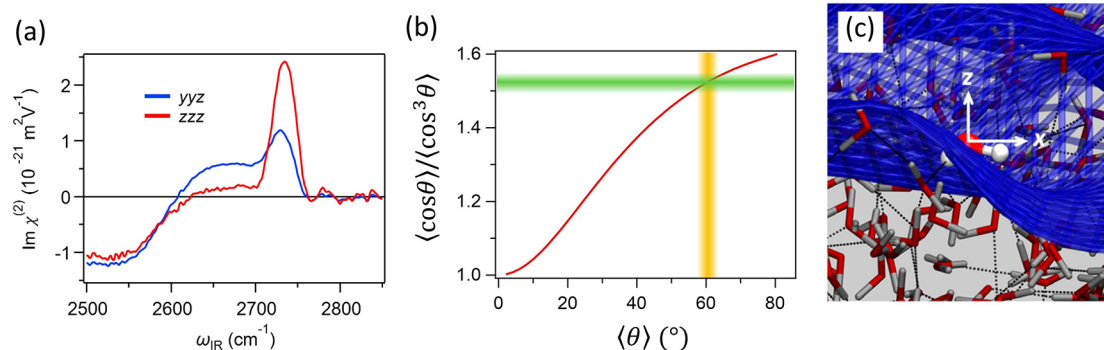 (a)
2
1
0
-1
Im χ(2) (10-21 m2V-1)
yyz
zzz
2500
2600
2700
2800
ωIR (cm-1)
(b)
1.6
1.4
1.2
1.0
⟨cosθ⟩/⟨cos3θ⟩
0
20
40
60
80
⟨θ⟩ (°)
(c)
z
x